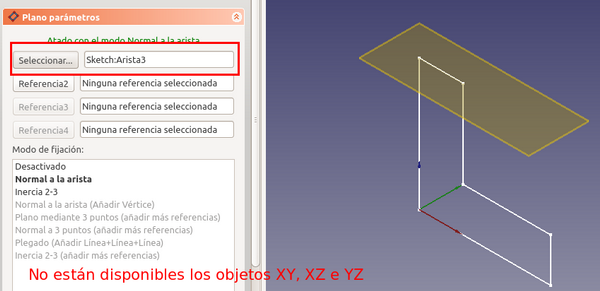 Plano parámetros
Atado con el modo Normal a la arista
Seleccionar... Sketch:Arista3
Referencia2 Ninguna referencia seleccionada
Referencia3 Ninguna referencia seleccionada
Referencia4 Ninguna referencia seleccionada
Modo de fijación:
Desactivado
Normal a la arista
Inercia 2-3
Normal a la arista (Añadir Vértice)
Plano mediante 3 puntos (añadir más referencias)
Normal a 3 puntos (añadir más referencias)
Plegado (Añadir Línea+Línea+Línea)
Inercia 2-3 (añadir más referencias)
No están disponibles los objetos XY, XZ e YZ